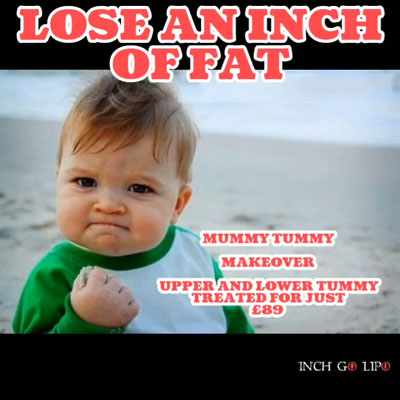 LOSE AN INCH
OF FAT
MUMMY TUMMY
MAKEOVER
UPPER AND LOWER TUMMY
TREATED FOR JUST
£89
INCH GO LIPO